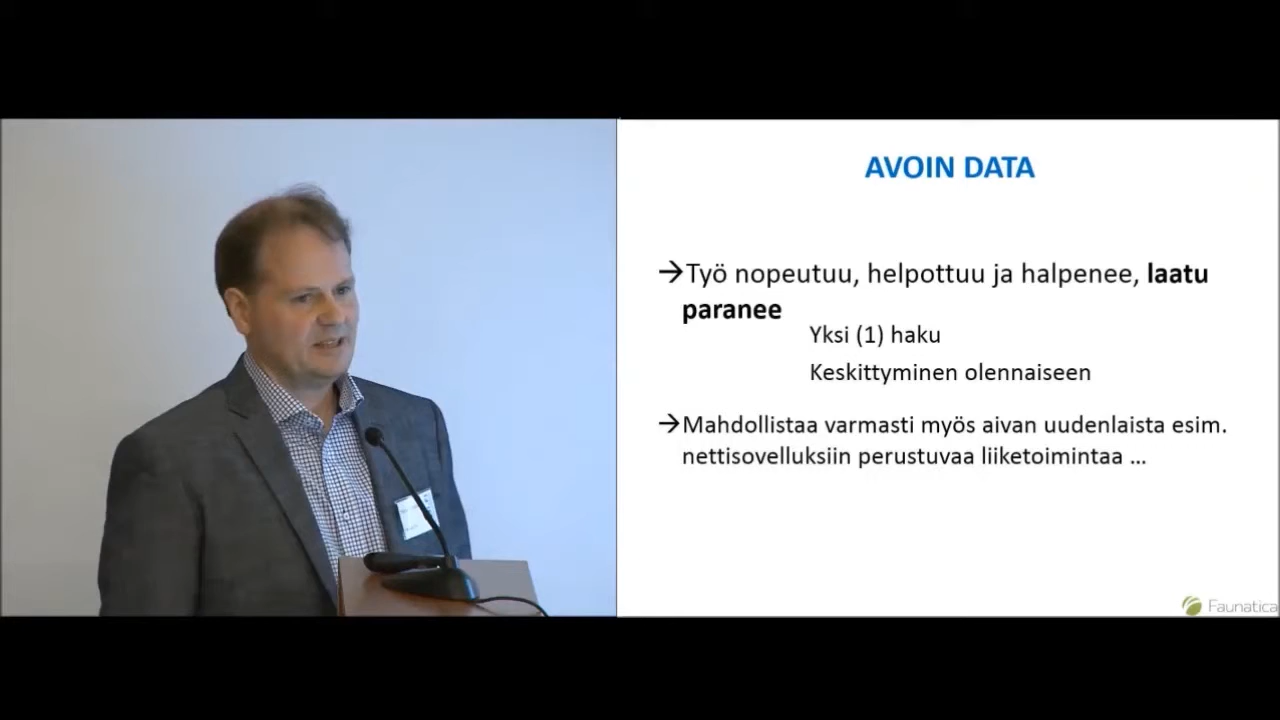 AVOIN DATA
→Työ nopeutuu, helpottuu ja halpenee, laatu
paranee
Yksi (1) haku
Keskittyminen olennaiseen
→Mahdollistaa varmasti myös aivan uudenlaista esim.
nettisovelluksiin perustuvaa liiketoimintaa ...
Faunatica